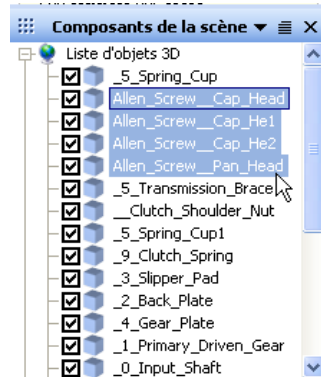 Composants de la scène
Liste d'objets 3D
_5_Spring_Cup
Allen_Screw__Cap_Head
Allen_Screw__Cap_He1
Allen_Screw__Cap_He2
Allen_Screw__Pan_Head
_5_Transmission_Brace
__Clutch_Shoulder_Nut
_5_Spring_Cup1
_9_Clutch_Spring
_3_Slipper_Pad
_2_Back_Plate
_4_Gear_Plate
_1_Primary_Driven_Gear
_0_Input_Shaft